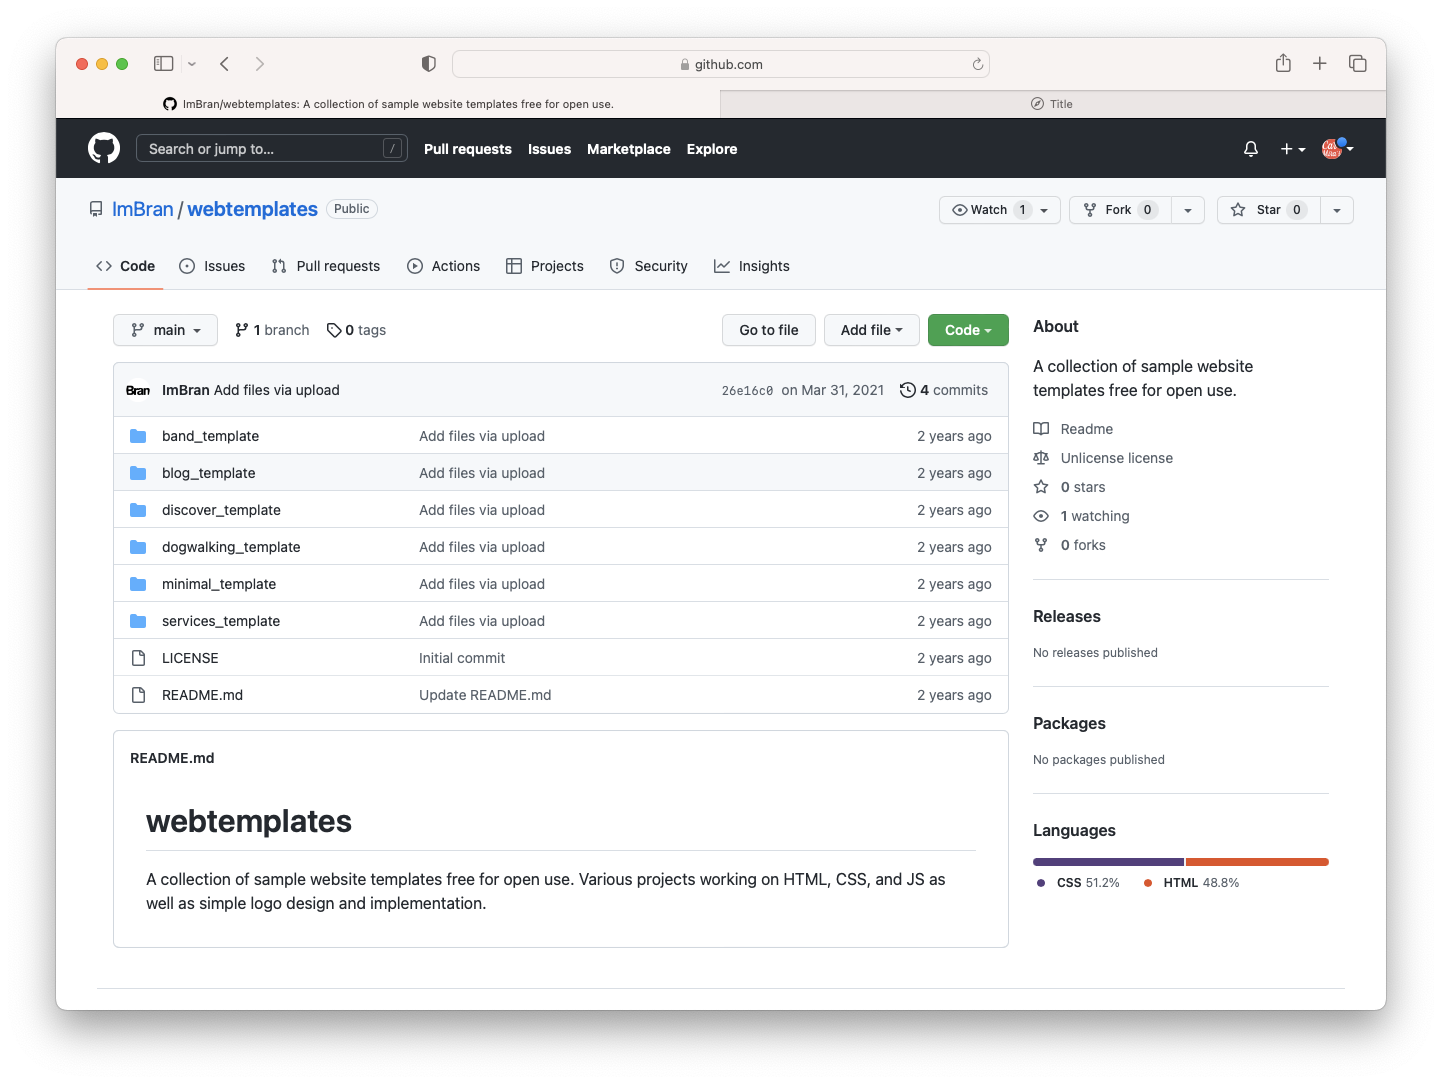 github.com
ImBran/webtemplates: A collection of sample website templates free for open use.
Title
Search or jump to... / Pull requests Issues Marketplace Explore
ImBran / webtemplates Public
Watch 1 Fork 0 Star 0
Code Issues Pull requests Actions Projects Security Insights
main 1 branch 0 tags
Go to file Add file Code
Bran ImBran Add files via upload 26e16c0 on Mar 31, 2021 4 commits
band_template Add files via upload 2 years ago
blog_template Add files via upload 2 years ago
discover_template Add files via upload 2 years ago
dogwalking_template Add files via upload 2 years ago
minimal_template Add files via upload 2 years ago
services_template Add files via upload 2 years ago
LICENSE Initial commit 2 years ago
README.md Update README.md 2 years ago
README.md
webtemplates
A collection of sample website templates free for open use. Various projects working on HTML, CSS, and JS as
well as simple logo design and implementation.
About
A collection of sample website
templates free for open use.
Readme
Unlicense license
0 stars
1 watching
0 forks
Releases
No releases published
Packages
No packages published
Languages
CSS 51.2% HTML 48.8%